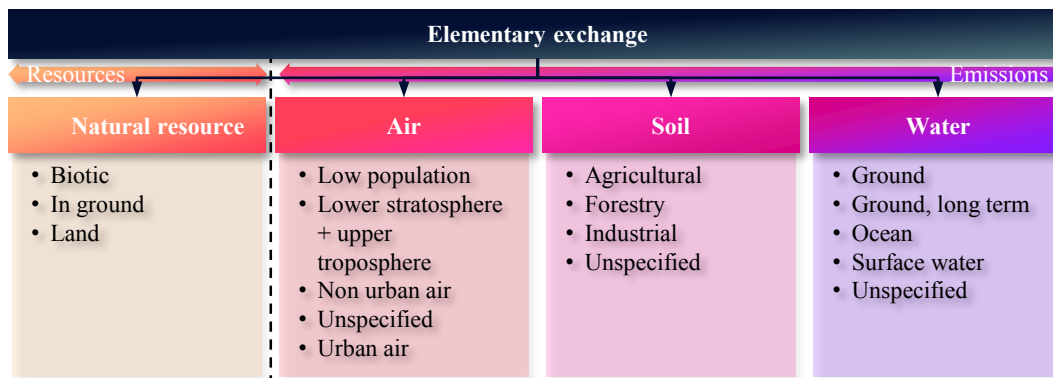 Elementary exchange
Resources
Emissions
Natural resource
Air
Soil
Water
• Biotic
• In ground
• Land
• Low population
• Lower stratosphere
+ upper
troposphere
• Non urban air
• Unspecified
• Urban air
• Agricultural
• Forestry
• Industrial
• Unspecified
• Ground
• Ground, long term
• Ocean
• Surface water
• Unspecified